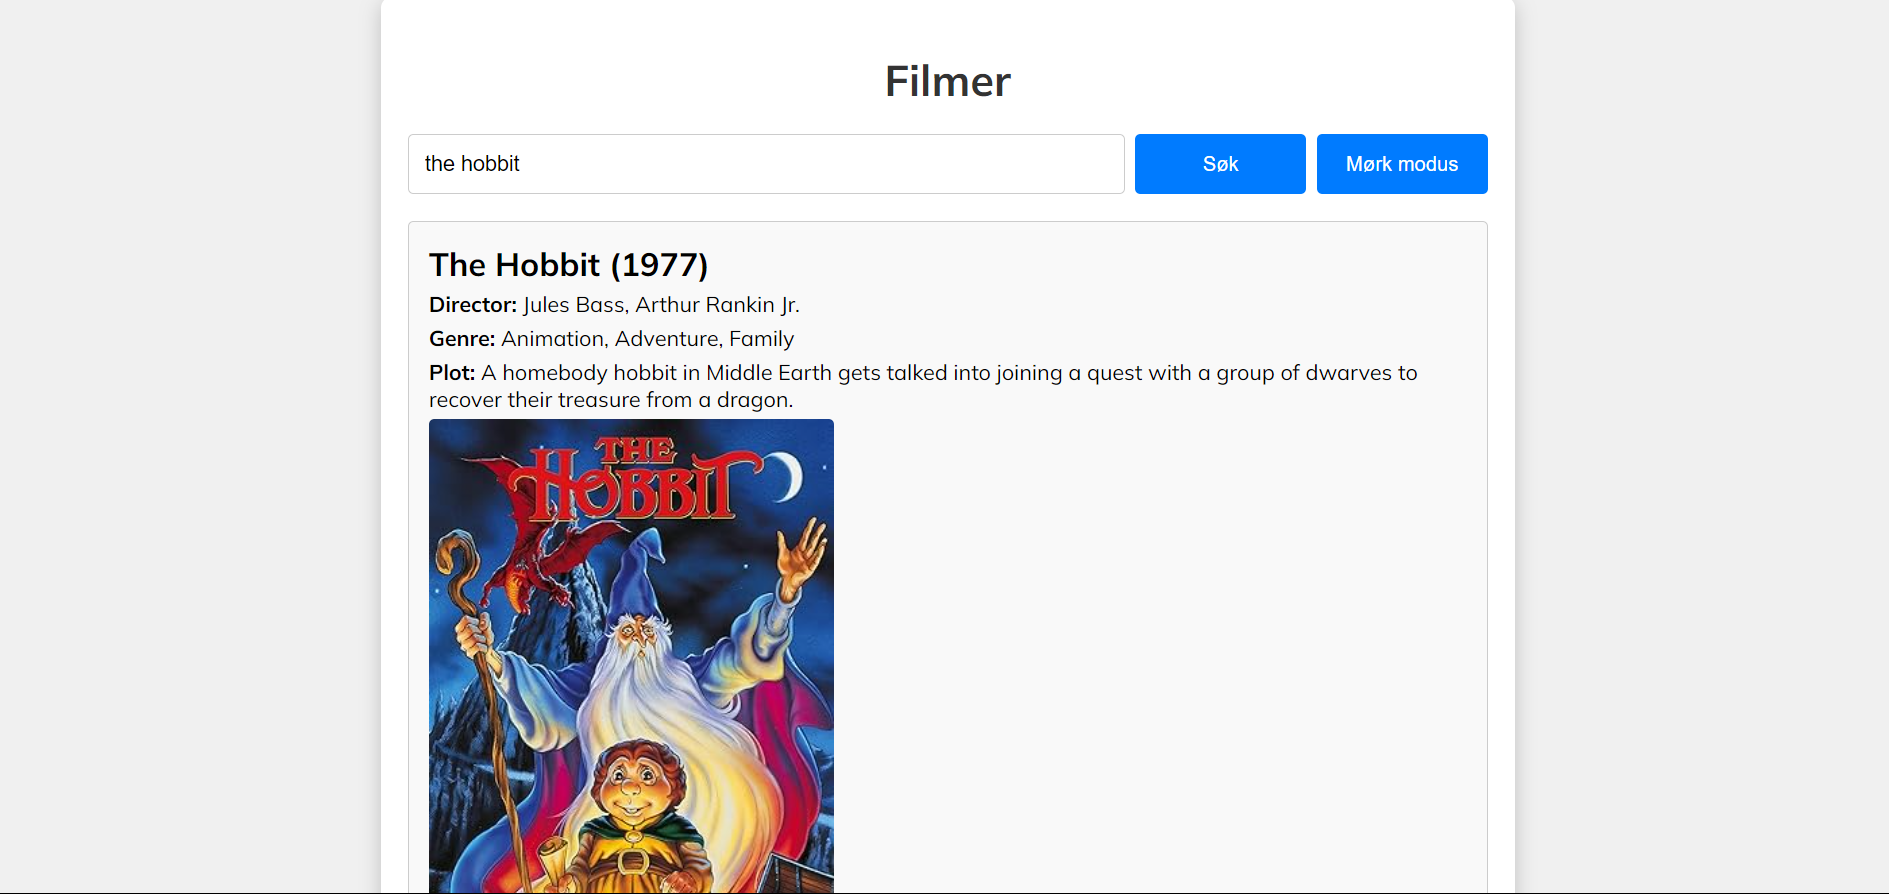 Filmer
the hobbit
Søk
Mørk modus
The Hobbit (1977)
Director: Jules Bass, Arthur Rankin Jr.
Genre: Animation, Adventure, Family
Plot: A homebody hobbit in Middle Earth gets talked into joining a quest with a group of dwarves to
recover their treasure from a dragon.
THE
HOBBIT